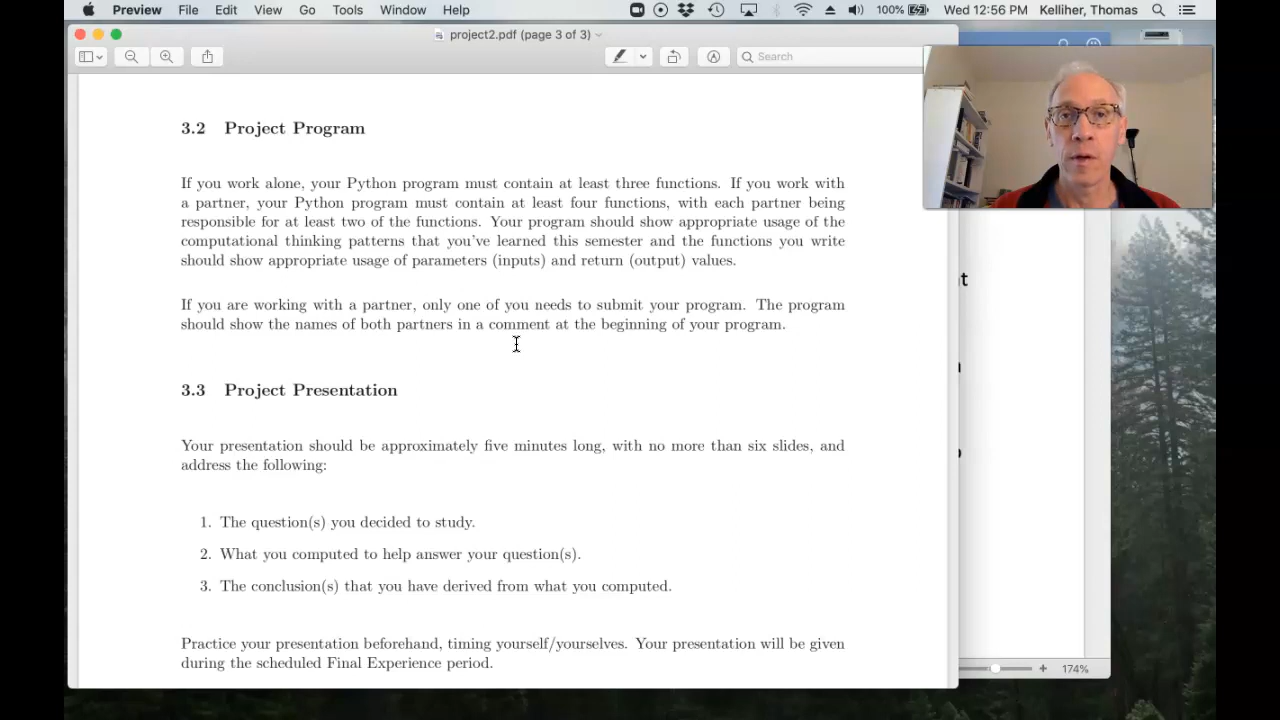 Preview File Edit View Go Tools Window Help 100% Wed 12:56 PM Kelliher, Thomas
project2.pdf (page 3 of 3)
Search
3.2 Project Program
If you work alone, your Python program must contain at least three functions. If you work with
a partner, your Python program must contain at least four functions, with each partner being
responsible for at least two of the functions. Your program should show appropriate usage of the
computational thinking patterns that you've learned this semester and the functions you write
should show appropriate usage of parameters (inputs) and return (output) values.
If you are working with a partner, only one of you needs to submit your program. The program
should show the names of both partners in a comment at the beginning of your program.
3.3 Project Presentation
Your presentation should be approximately five minutes long, with no more than six slides, and
address the following:
1. The question(s) you decided to study.
2. What you computed to help answer your question(s).
3. The conclusion(s) that you have derived from what you computed.
Practice your presentation beforehand, timing yourself/yourselves. Your presentation will be given
during the scheduled Final Experience period.
174%